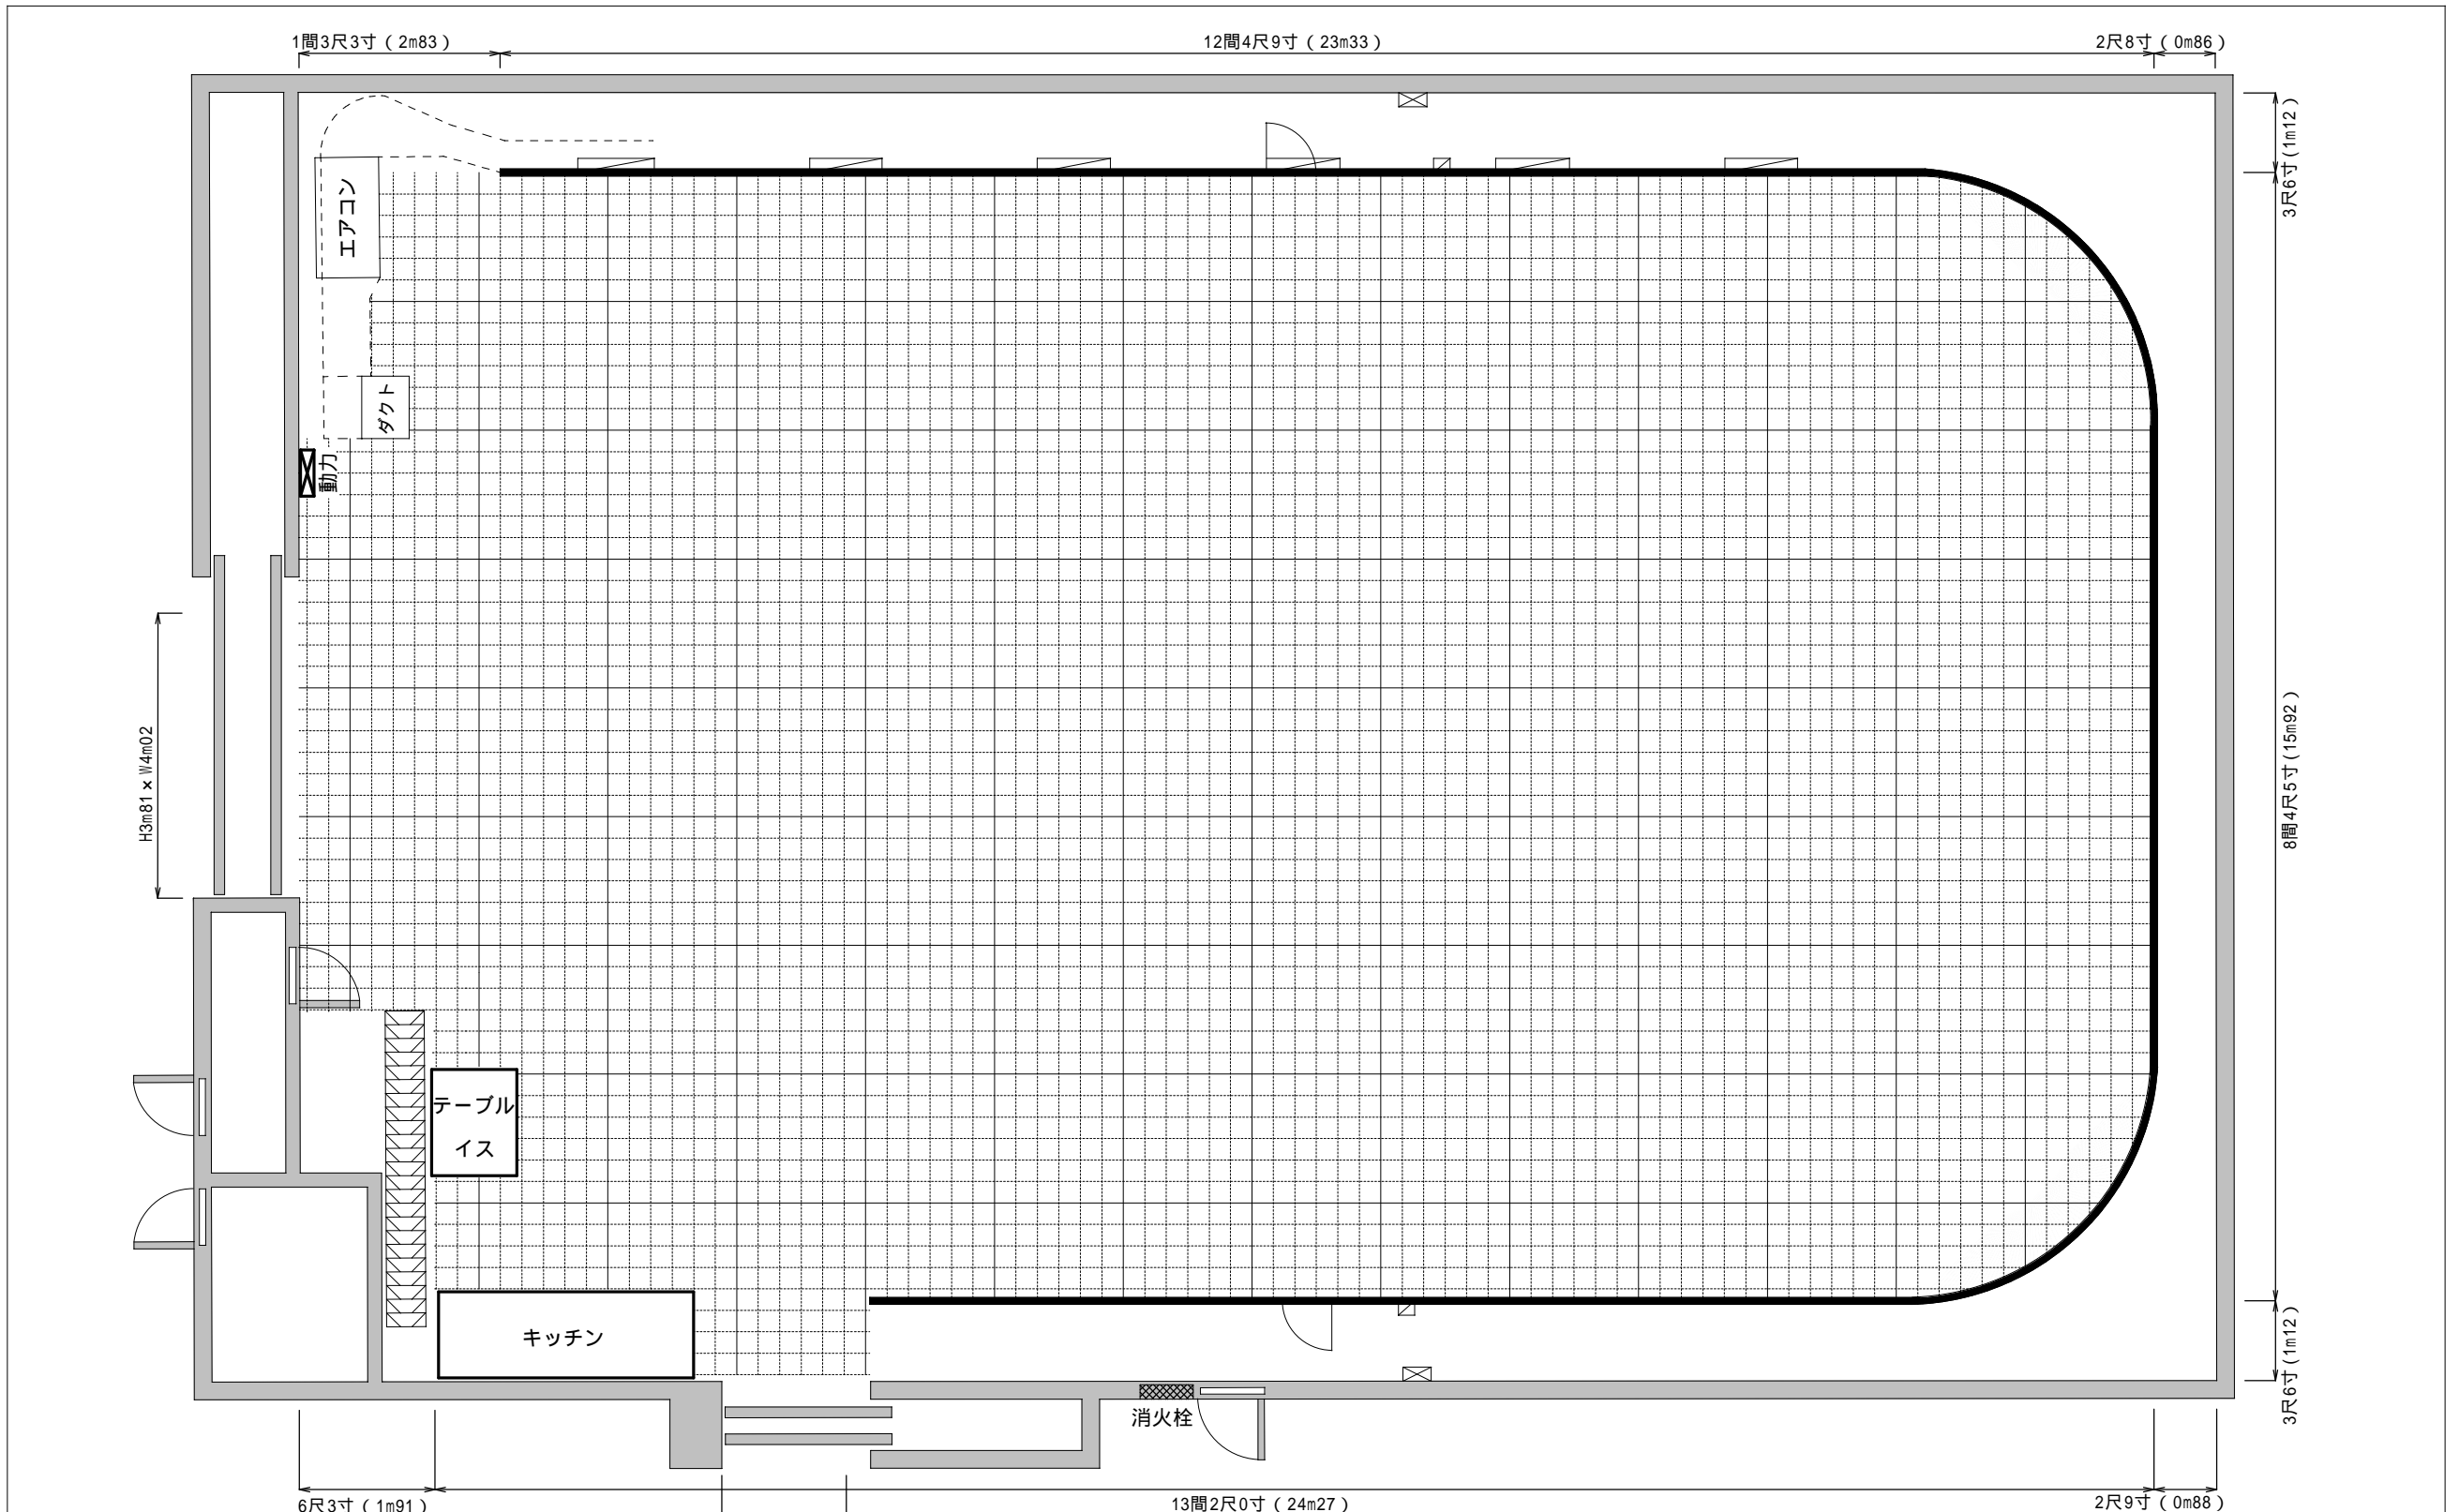 1間3尺3寸(2m83)
12間4尺9寸(23m33)
2尺8寸(0m86)
3尺6寸(1m12)
エアコン
ダクト
動力
H3m81×W4m02
8間4尺5寸(15m92)
テーブル
イス
キッチン
消火栓
3尺6寸(1m12)
6尺3寸(1m91)
13間2尺0寸(24m27)
2尺9寸(0m88)